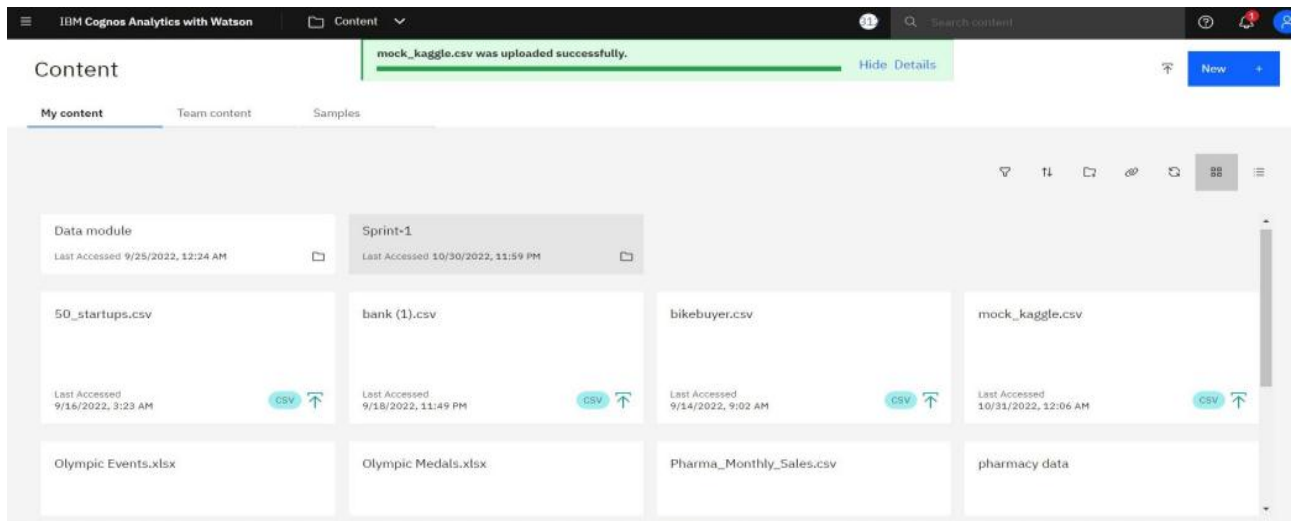 IBM Cognos Analytics with Watson
Content
Search content
1
mock_kaggle.csv was uploaded successfully.
Hide Details
Content
New +
My content
Team content
Samples
Data module
Last Accessed 9/25/2022, 12:24 AM
Sprint-1
Last Accessed 10/30/2022, 11:59 PM
50_startups.csv
Last Accessed
9/16/2022, 3:23 AM
CSV
bank (1).csv
Last Accessed
9/18/2022, 11:49 PM
CSV
bikebuyer.csv
Last Accessed
9/14/2022, 9:02 AM
CSV
mock_kaggle.csv
Last Accessed
10/31/2022, 12:06 AM
CSV
Olympic Events.xlsx
Olympic Medals.xlsx
Pharma_Monthly_Sales.csv
pharmacy data